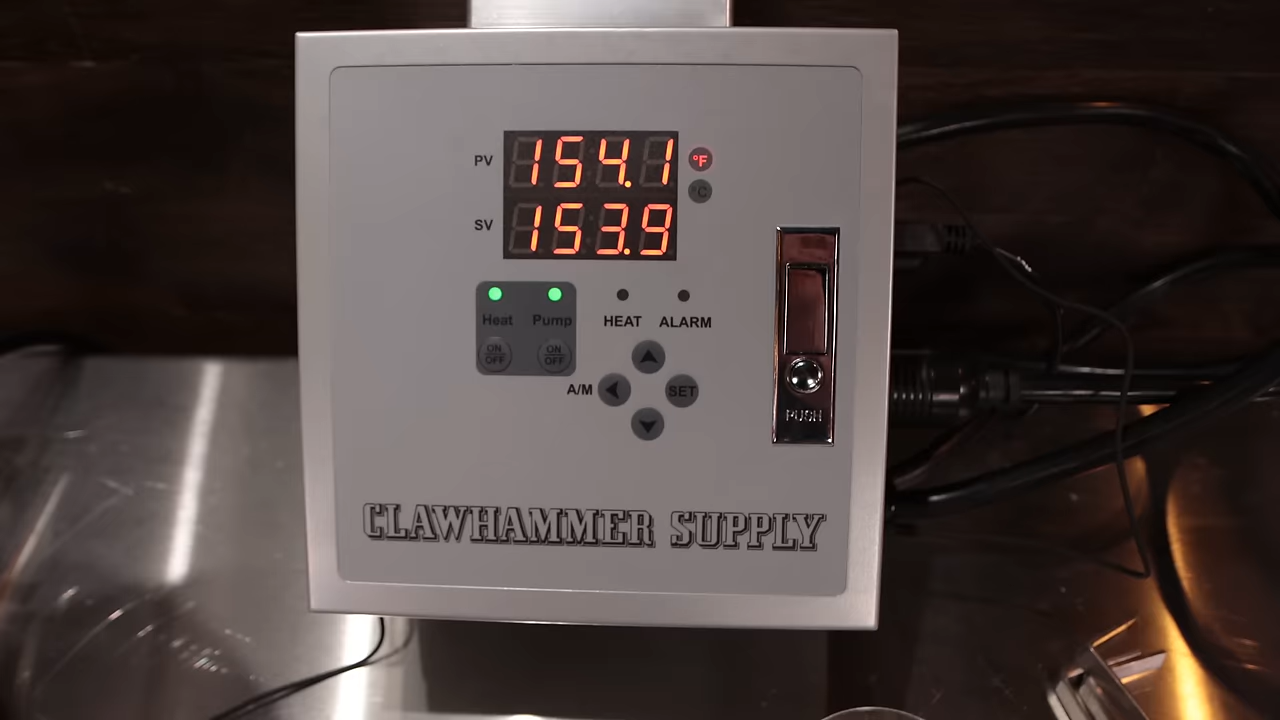 PV 154.1 °F
°C
SV 153.9
Heat Pump
HEAT ALARM
ON OFF ON OFF
A/M SET
PUSH
CLAWHAMMER SUPPLY